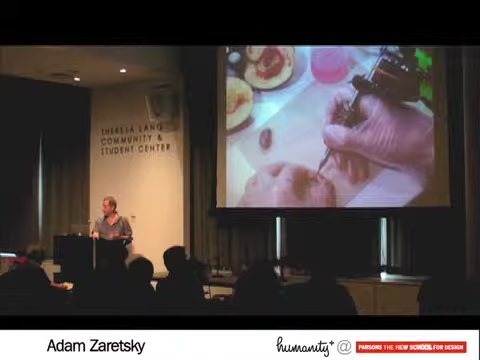 THERESA LANG
COMMUNITY &
STUDENT CENTER
Adam Zaretsky
humanity+ @ PARSONS THE NEW SCHOOL FOR DESIGN